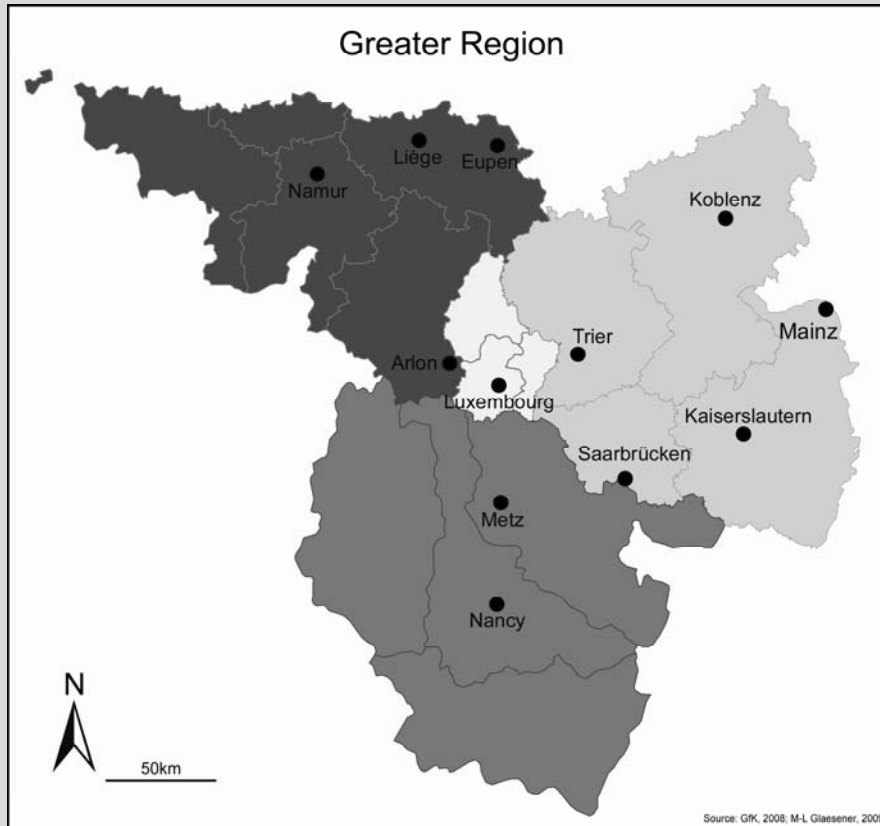 Greater Region
Liège
Eupen
Namur
Koblenz
Mainz
Trier
Arlon
Luxembourg
Kaiserslautern
Saarbrücken
Metz
Nancy
N
50km
Source: GfK, 2008; M-L Glaesener, 2009